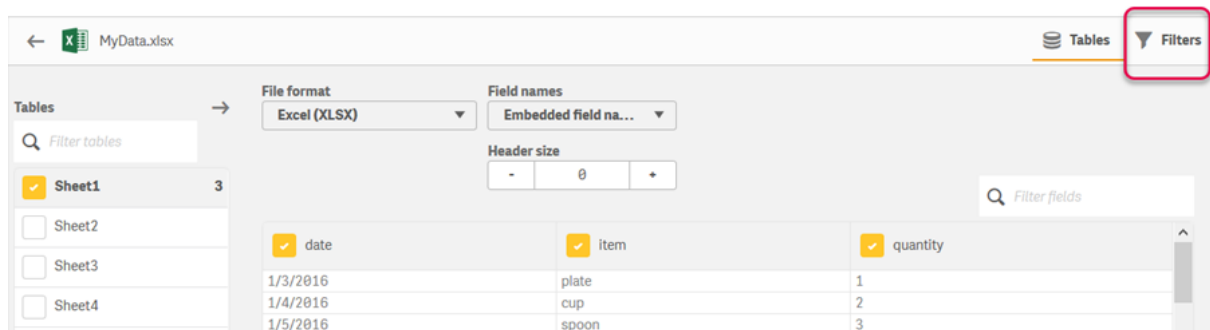 MyData.xlsx
Tables
Filters
Tables
Filter tables
Sheet1 3
Sheet2
Sheet3
Sheet4
File format
Excel (XLSX)
Field names
Embedded field na...
Header size
- 0 +
Filter fields
date item quantity
1/3/2016 plate 1
1/4/2016 cup 2
1/5/2016 spoon 3